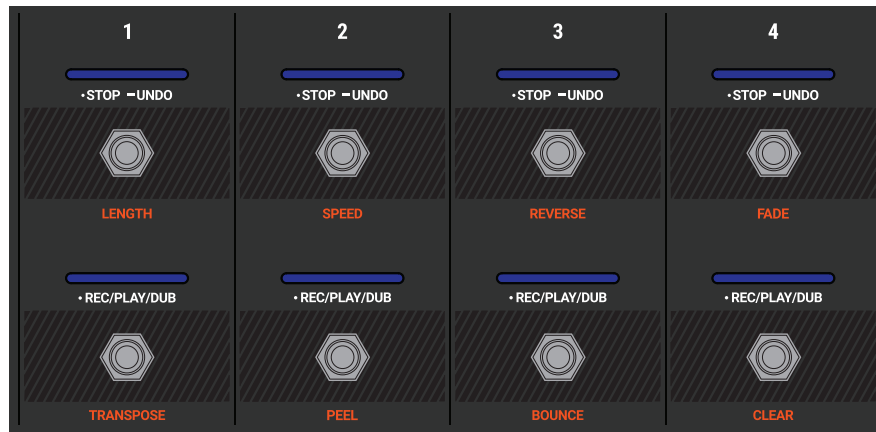 1 2 3 4
•STOP –UNDO •STOP –UNDO •STOP –UNDO •STOP –UNDO
LENGTH SPEED REVERSE FADE
•REC/PLAY/DUB •REC/PLAY/DUB •REC/PLAY/DUB •REC/PLAY/DUB
TRANSPOSE PEEL BOUNCE CLEAR